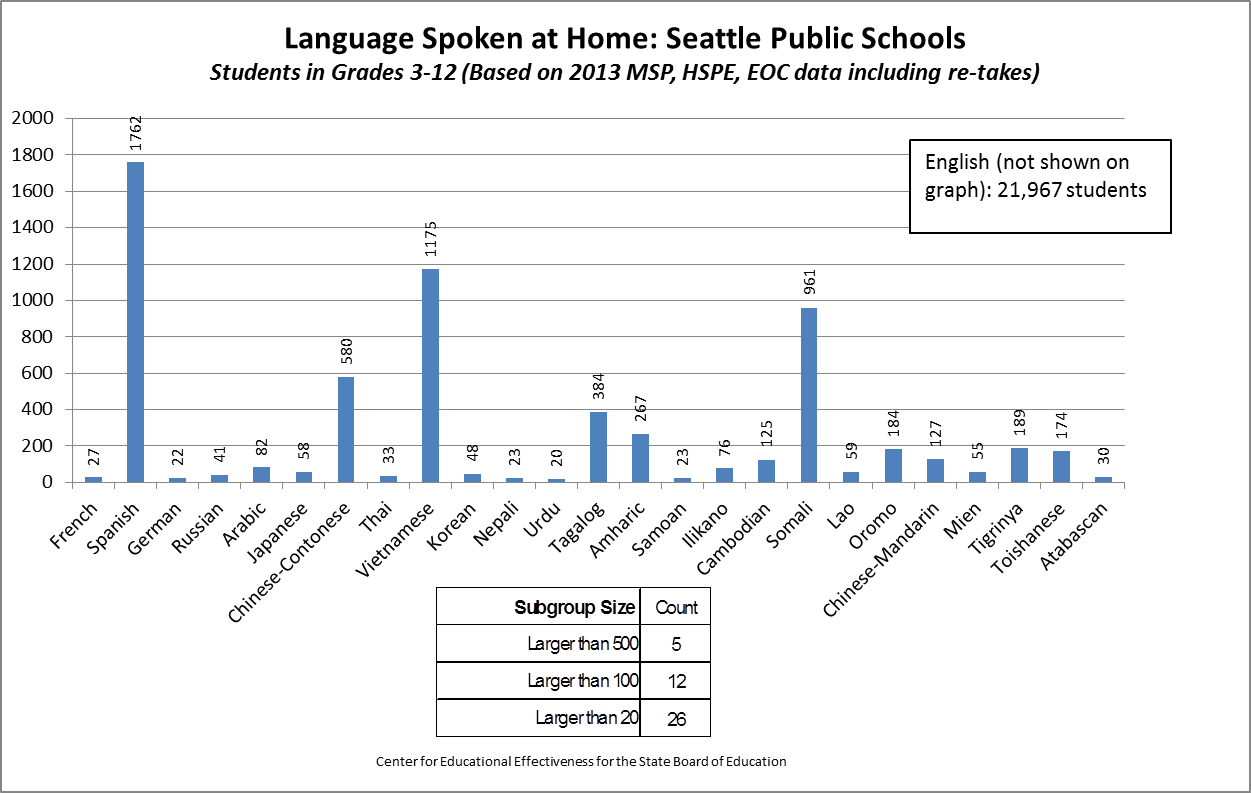 Language Spoken at Home: Seattle Public Schools
Students in Grades 3-12 (Based on 2013 MSP, HSPE, EOC data including re-takes)
2000
1800
1600
1400
1200
1000
800
600
400
200
0
27
1762
22
41
82
58
580
33
1175
48
23
20
384
267
23
76
125
961
59
184
127
55
189
174
30
English (not shown on
graph): 21,967 students
French
Spanish
German
Russian
Arabic
Japanese
Chinese-Contonese
Thai
Vietnamese
Korean
Nepali
Urdu
Tagalog
Amharic
Samoan
Ilikano
Cambodian
Somali
Lao
Oromo
Chinese-Mandarin
Mien
Tigrinya
Toishanese
Atabascan
Subgroup Size Count
Larger than 500 5
Larger than 100 12
Larger than 20 26
Center for Educational Effectiveness for the State Board of Education